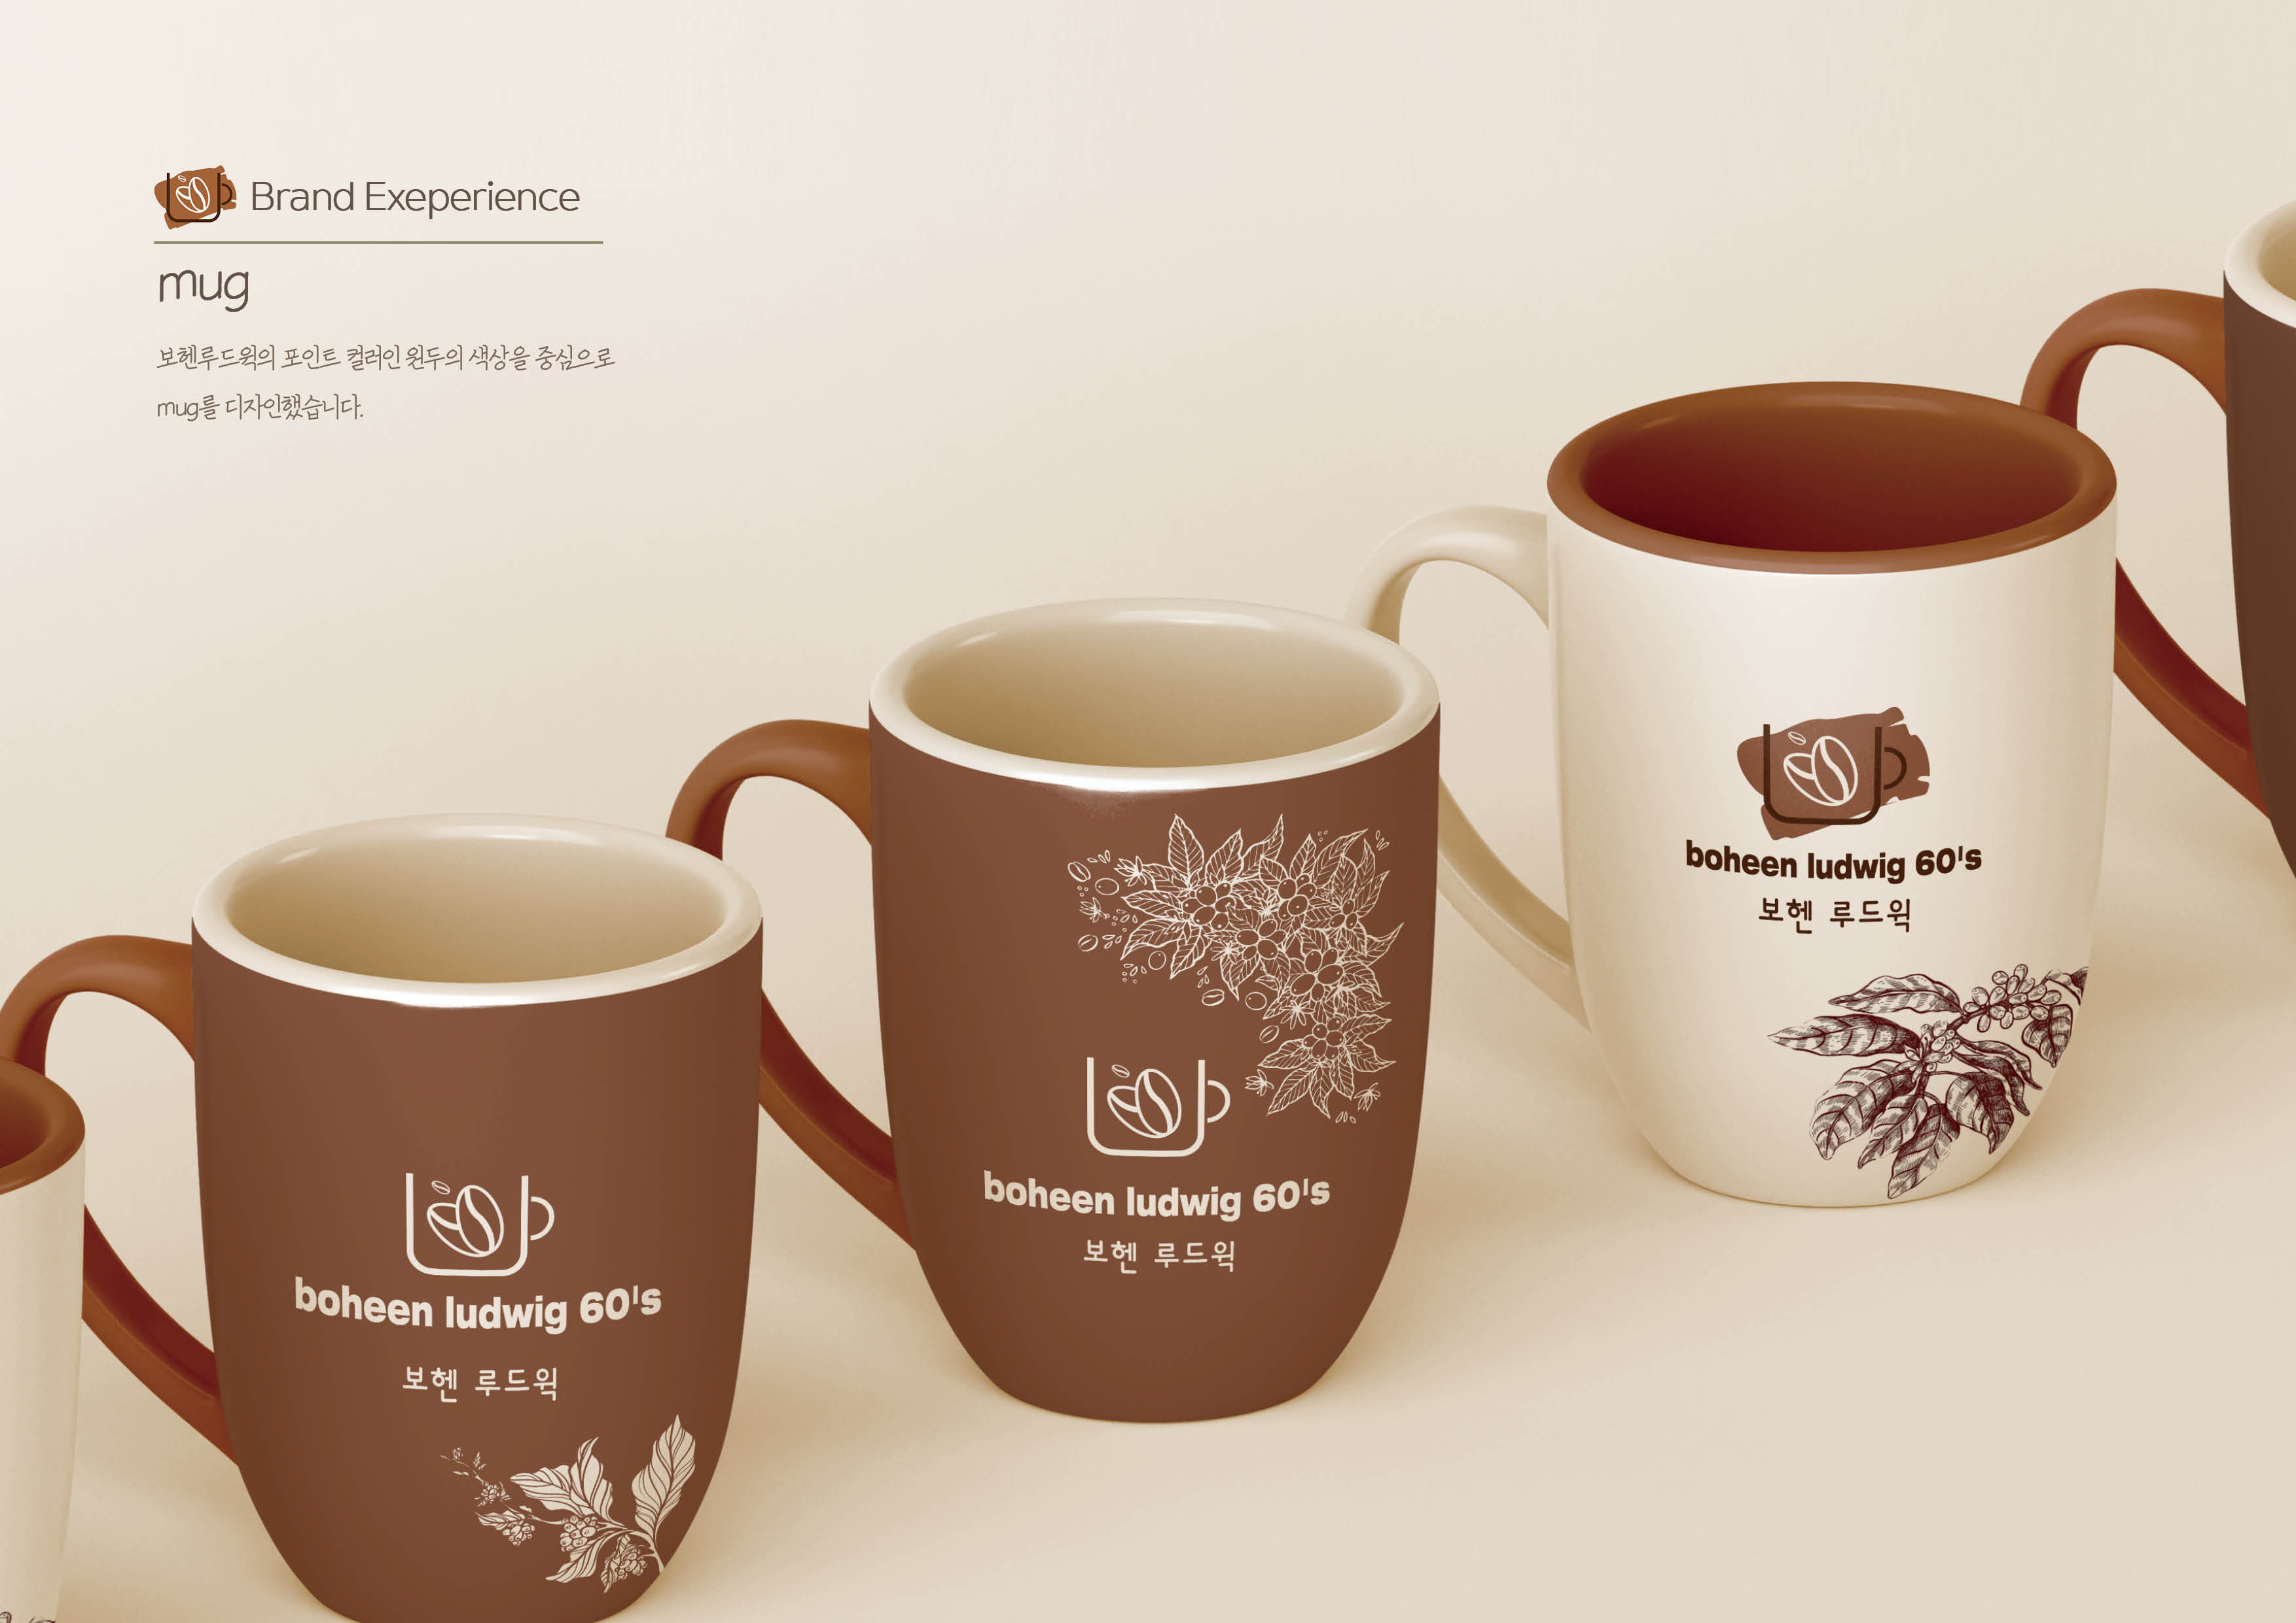 Brand Exeperience
mug
보헨루드윅의 포인트 컬러인 원두의 색상을 중심으로
mug를 디자인했습니다.
boheen ludwig 60's
보헨 루드윅
boheen ludwig 60's
보헨 루드윅
boheen ludwig 60's
보헨 루드윅